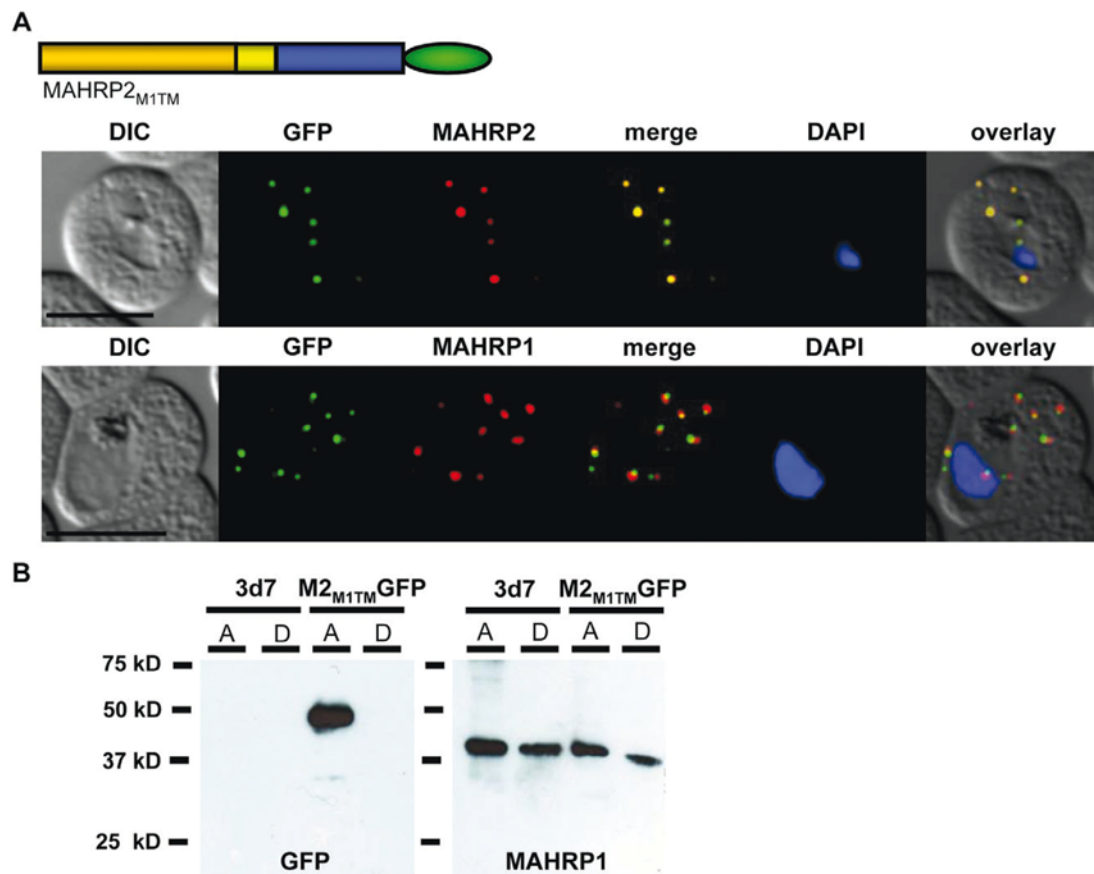 A
MAHRP2M1TM
DIC GFP MAHRP2 merge DAPI overlay
DIC GFP MAHRP1 merge DAPI overlay
B
3d7 M2M1TMGFP 3d7 M2M1TMGFP
A D A D A D A D
75 kD
50 kD
37 kD
25 kD
GFP MAHRP1